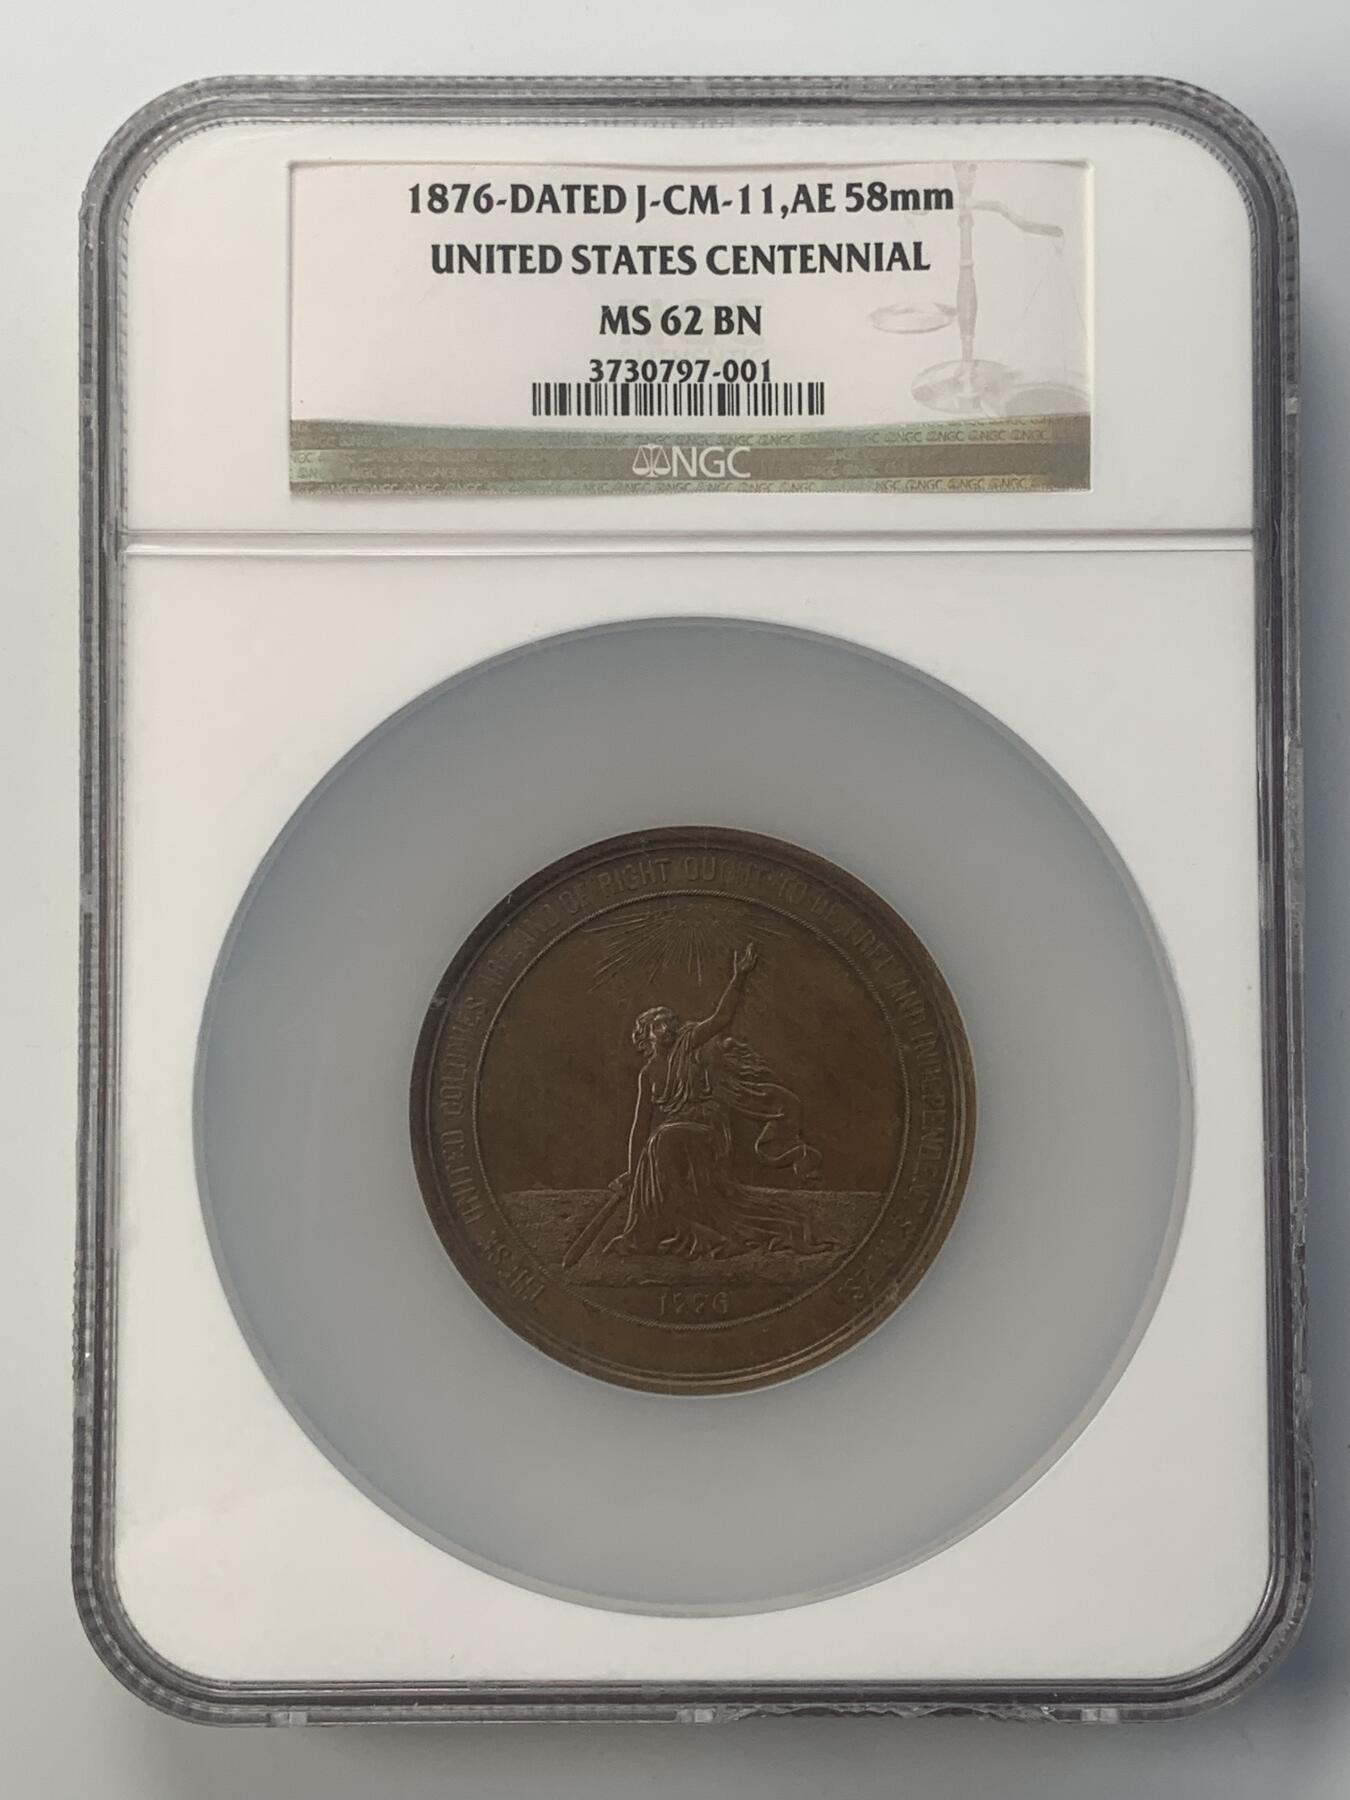 1876-DATED J-CM-11,AE 58mm
UNITED STATES CENTENNIAL
MS 62 BN
3730797-001
NGC
THESE UNITED COLONIES ARE, AND OF RIGHT OUGHT TO BE FREE AND INDEPENDENT STATES.
1776